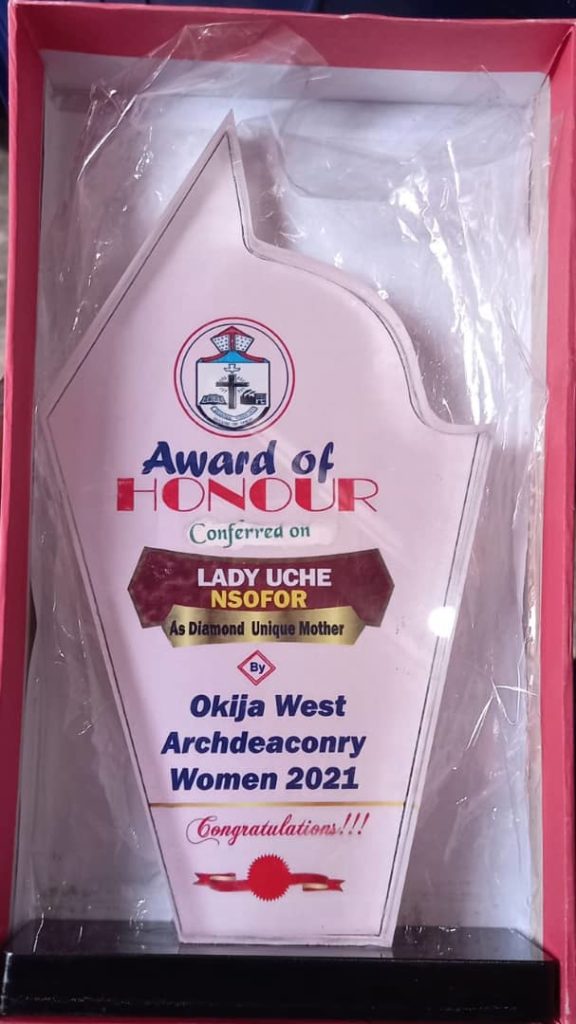 Award of
HONOUR
Conferred on
LADY UCHE
NSOFOR
As Diamond Unique Mother
By
Okija West
Archdeaconry
Women 2021
Congratulations!!!